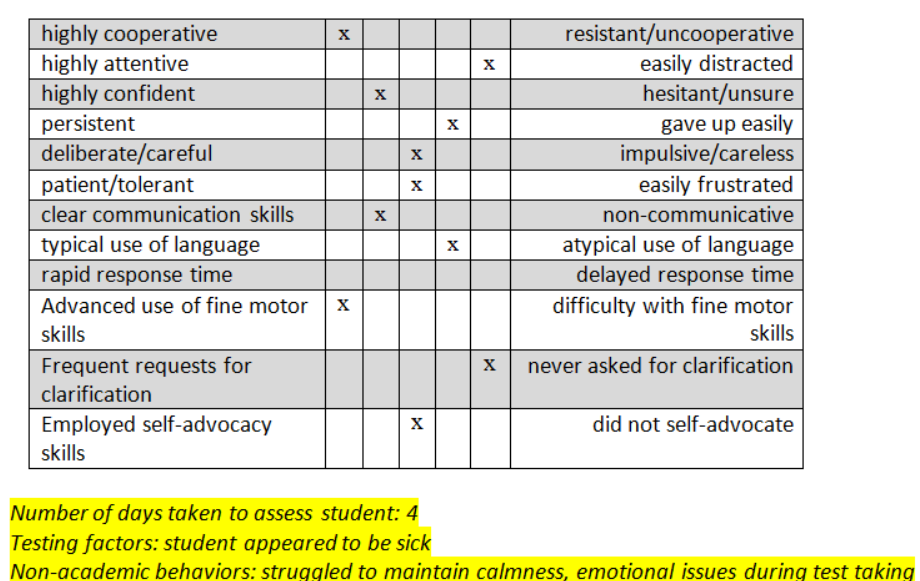 highly cooperative x resistant/uncooperative
highly attentive x easily distracted
highly confident x hesitant/unsure
persistent x gave up easily
deliberate/careful x impulsive/careless
patient/tolerant x easily frustrated
clear communication skills x non-communicative
typical use of language x atypical use of language
rapid response time delayed response time
Advanced use of fine motor x difficulty with fine motor
skills skills
Frequent requests for x never asked for clarification
clarification
Employed self-advocacy x did not self-advocate
skills
Number of days taken to assess student: 4
Testing factors: student appeared to be sick
Non-academic behaviors: struggled to maintain calmness, emotional issues during test taking